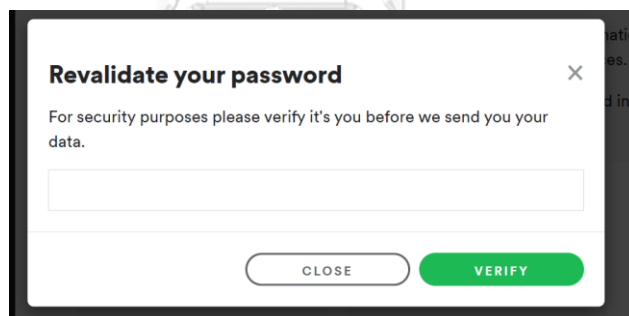 Revalidate your password
For security purposes please verify it's you before we send you your
data.
CLOSE
VERIFY